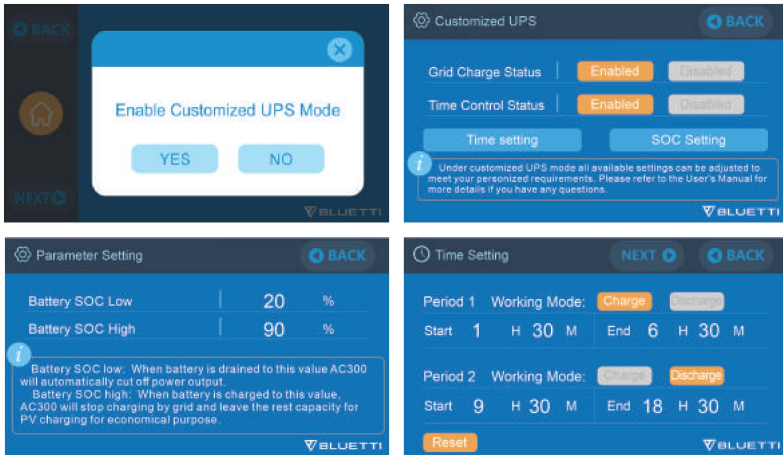 BACK
Enable Customized UPS Mode
YES NO
NEXT
BLUETTI
Customized UPS BACK
Grid Charge Status Enabled Disabled
Time Control Status Enabled Disabled
Time setting SOC Setting
Under customized UPS mode all available settings can be adjusted to
meet your personized requirements. Please refer to the User's Manual for
more details if you have any questions.
BLUETTI
Parameter Setting BACK
Battery SOC Low 20 %
Battery SOC High 90 %
Battery SOC low: When battery is drained to this value AC300
will automatically cut off power output.
Battery SOC high: When battery is charged to this value,
AC300 will stop charging by grid and leave the rest capacity for
PV charging for economical purpose.
BLUETTI
Time Setting NEXT BACK
Period 1 Working Mode: Charge Discharge
Start 1 H 30 M End 6 H 30 M
Period 2 Working Mode: Charge Discharge
Start 9 H 30 M End 18 H 30 M
Reset
BLUETTI